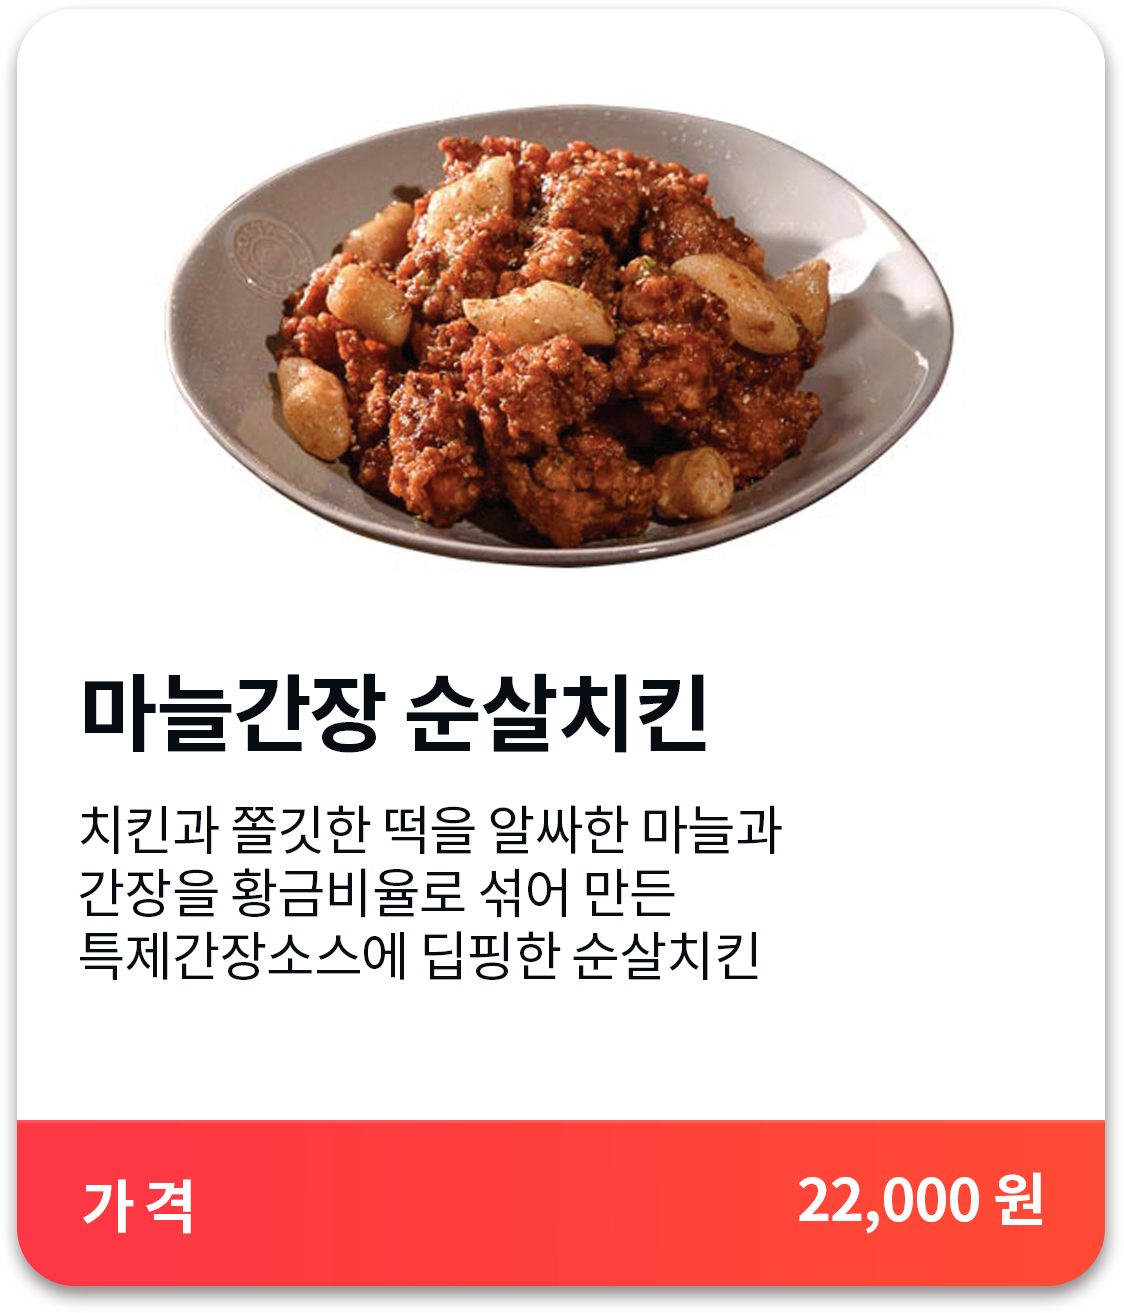 마늘간장 순살치킨
치킨과 쫄깃한 떡을 알싸한 마늘과
간장을 황금비율로 섞어 만든
특제간장소스에 딥핑한 순살치킨
가 격
22,000 원